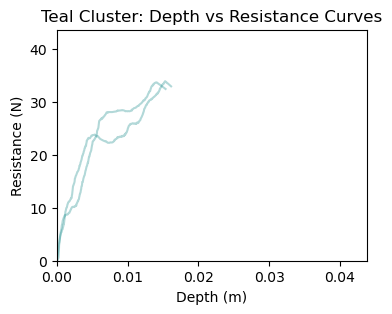 Teal Cluster: Depth vs Resistance Curves
Resistance (N)
40
30
20
10
0
0.00 0.01 0.02 0.03 0.04
Depth (m)